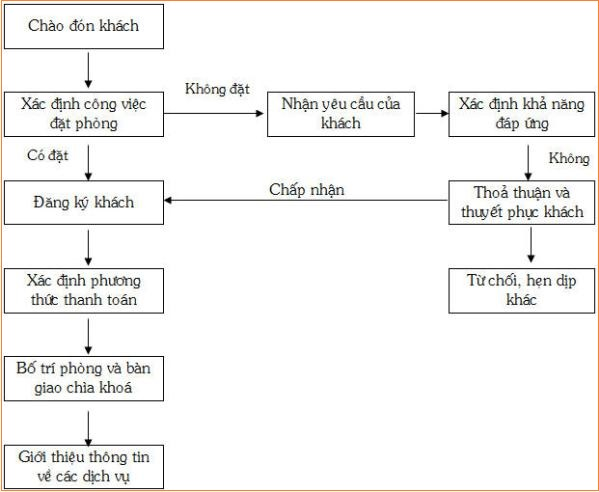 Chào đón khách
Xác định công việc
đặt phòng
Không đặt
Nhận yêu cầu của
khách
Xác định khả năng
đáp ứng
Có đặt
Không
Đăng ký khách
Chấp nhận
Thoả thuận và
thuyết phục khách
Xác định phương
thức thanh toán
Từ chối, hẹn dịp
khác
Bố trí phòng và bàn
giao chìa khoá
Giới thiệu thông tin
về các dịch vụ